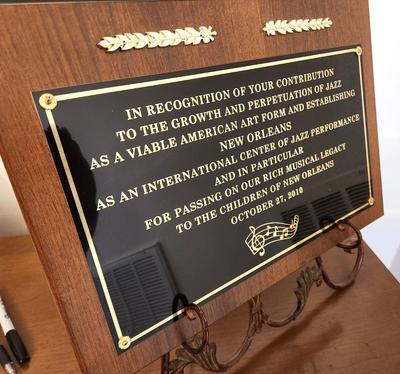 IN RECOGNITION OF YOUR CONTRIBUTION
TO THE GROWTH AND PERPETUATION OF JAZZ
AS A VIABLE AMERICAN ART FORM AND ESTABLISHING
NEW ORLEANS
AS AN INTERNATIONAL CENTER OF JAZZ PERFORMANCE
AND IN PARTICULAR
FOR PASSING ON OUR RICH MUSICAL LEGACY
TO THE CHILDREN OF NEW ORLEANS
OCTOBER 27, 2010